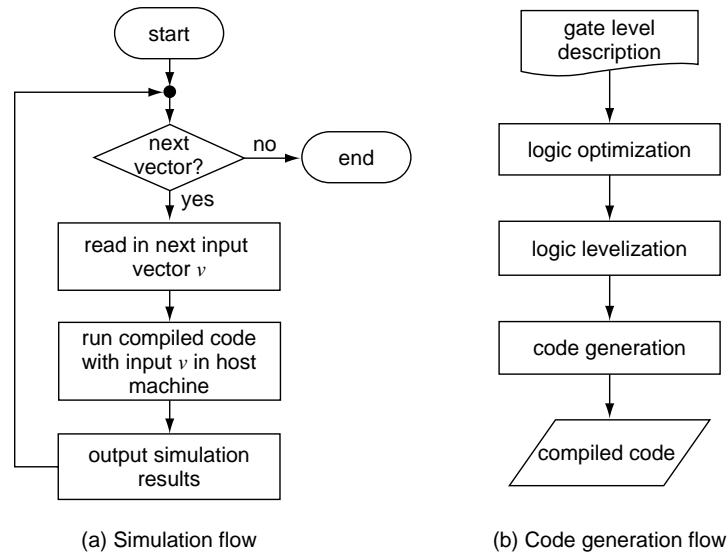 start
next
vector?
no
end
yes
read in next input
vector v
run compiled code
with input v in host
machine
output simulation
results
(a) Simulation flow
gate level
description
logic optimization
logic levelization
code generation
compiled code
(b) Code generation flow